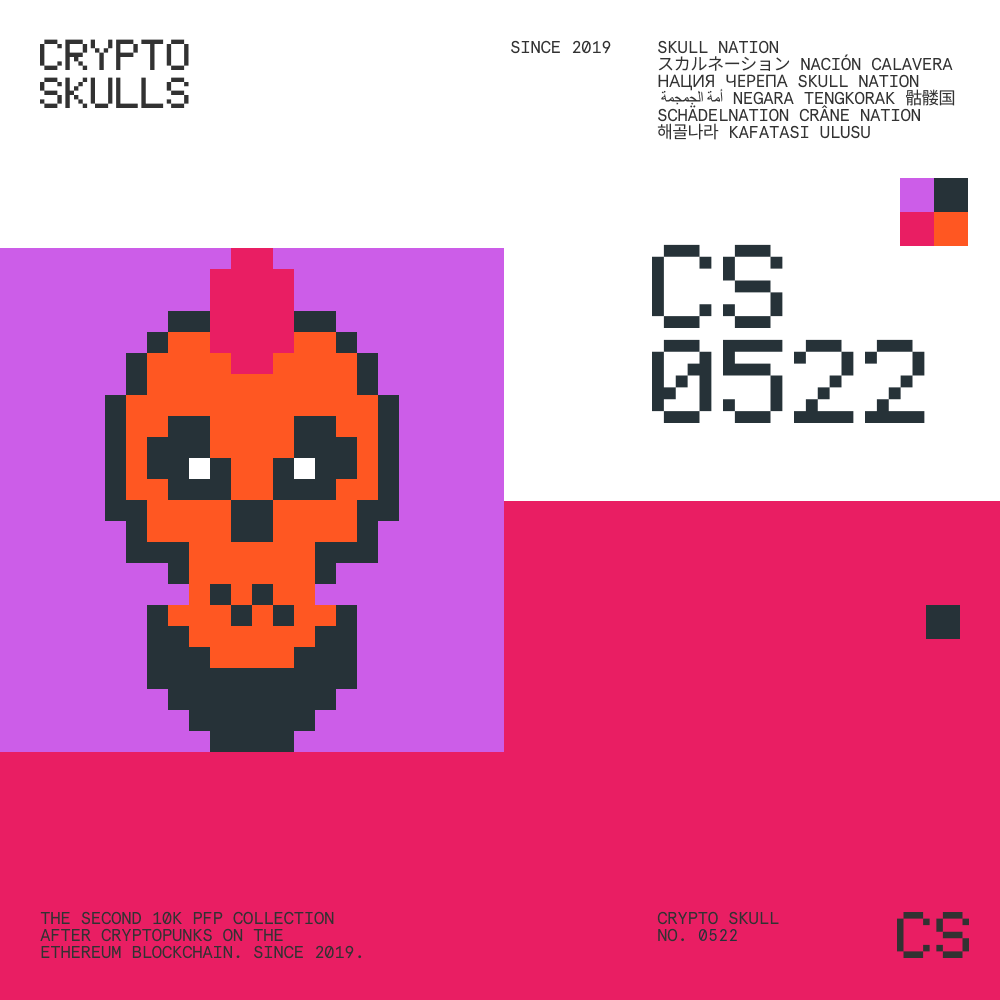 CRYPTO
SKULLS
SINCE 2019
SKULL NATION
スカルネーション NACIÓN CALAVERA
НАЦИЯ ЧЕРЕПА SKULL NATION
أمة الجمجمة NEGARA TENGKORAK 骷髅国
SCHÄDELNATION CRÂNE NATION
해골나라 KAFATASI ULUSU
CS
0522
THE SECOND 10K PFP COLLECTION
AFTER CRYPTOPUNKS ON THE
ETHEREUM BLOCKCHAIN. SINCE 2019.
CRYPTO SKULL
NO. 0522
CS